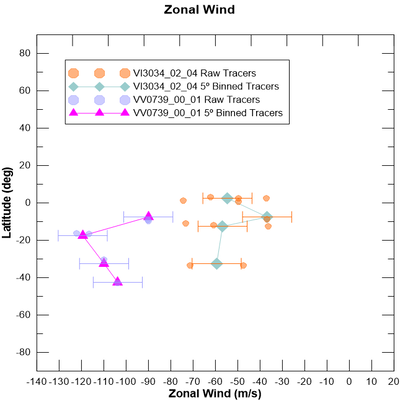 Zonal Wind
VI3034_02_04 Raw Tracers
VI3034_02_04 5º Binned Tracers
VV0739_00_01 Raw Tracers
VV0739_00_01 5º Binned Tracers
Latitude (deg)
80
60
40
20
0
-20
-40
-60
-80
-140 -130 -120 -110 -100 -90 -80 -70 -60 -50 -40 -30 -20 -10 0 10 20
Zonal Wind (m/s)